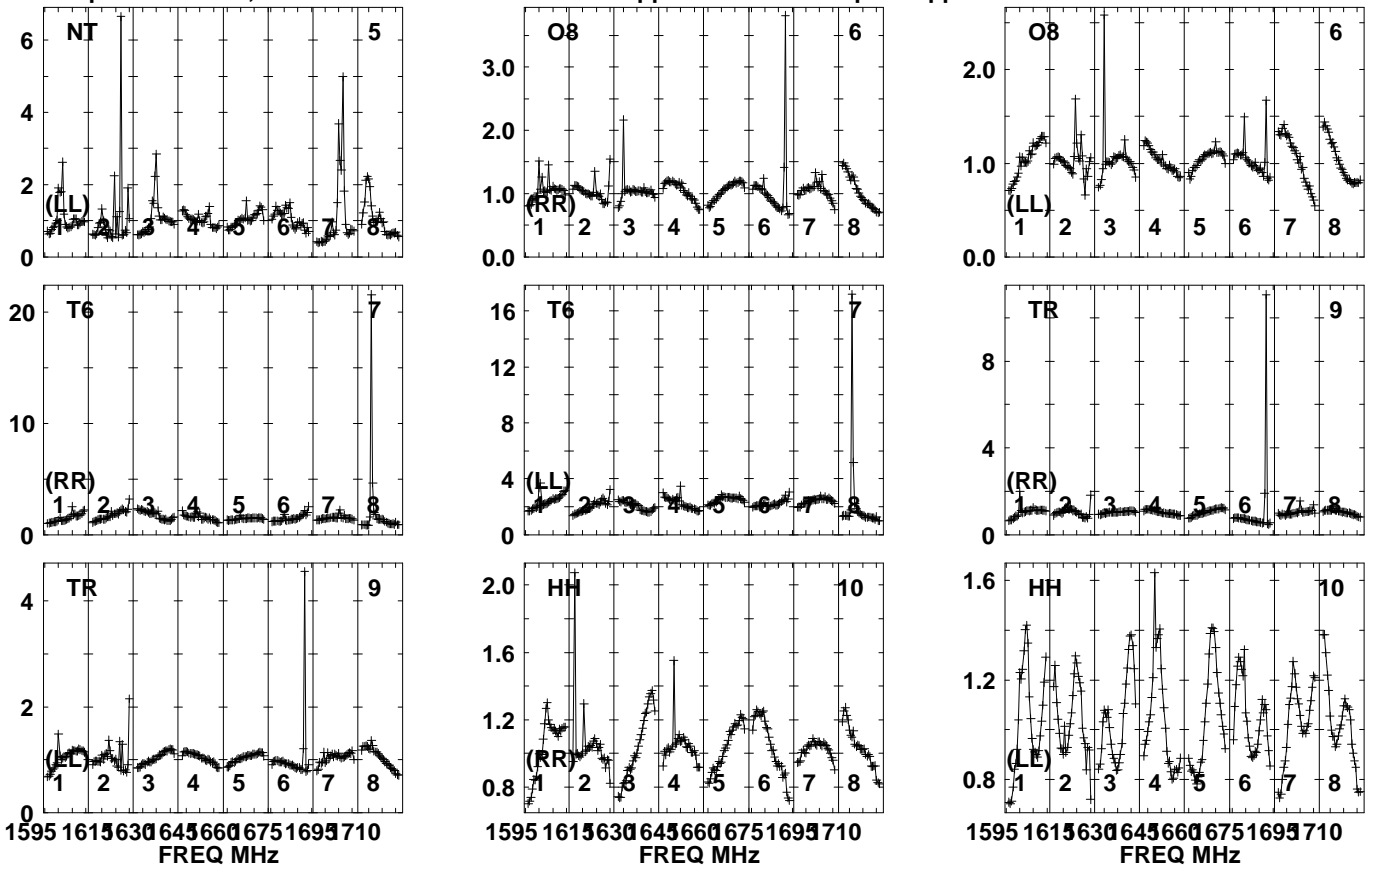 NT 5 O8 6 O8 6
6 3.0 2.0
4 2.0
2 1.0 1.0
(LL) (RR) (LL)
1 2 3 4 5 6 7 8 1 2 3 4 5 6 7 8 1 2 3 4 5 6 7 8
0 0.0 0.0
T6 7 T6 7 TR 9
20 16
12 8
10 8 4
(RR) 4 (LL) (RR)
1 2 3 4 5 6 7 8 1 2 3 4 5 6 7 8 1 2 3 4 5 6 7 8
0 0 0
TR 9 HH 10 HH 10
4 2.0 1.6
1.6
2 1.2 1.2
(LL) (RR) (LL)
1 2 3 4 5 6 7 8 0.8 1 2 3 4 5 6 7 8 0.8 1 2 3 4 5 6 7 8
0
1595 1615 1630 1645 1660 1675 1695 1710 1595 1615 1630 1645 1660 1675 1695 1710 1595 1615 1630 1645 1660 1675 1695 1710
FREQ MHz FREQ MHz FREQ MHz